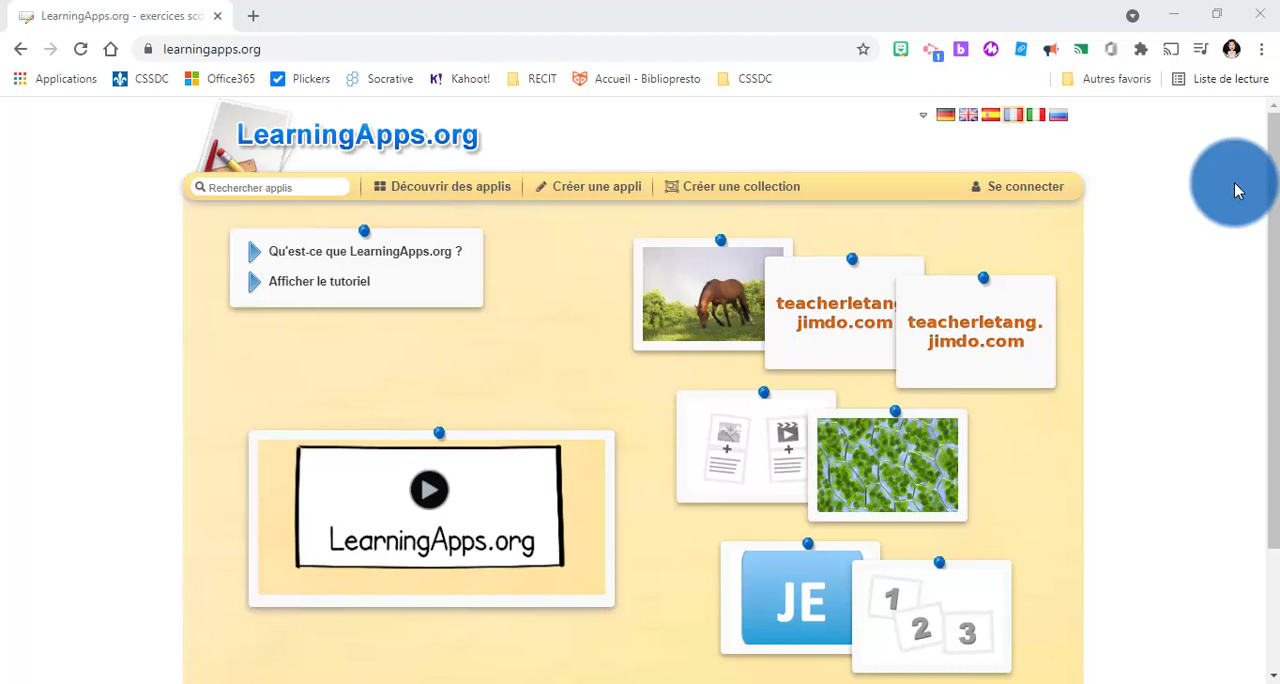 LearningApps.org - exercices sco
learningapps.org
1
Applications CSSDC Office365 Plickers Socrative Kahoot! RECIT Accueil - Bibliopresto CSSDC Autres favoris Liste de lecture
LearningApps.org
Rechercher applis Découvrir des applis Créer une appli Créer une collection Se connecter
Qu'est-ce que LearningApps.org ?
Afficher le tutoriel
teacherletang
jimdo.com
teacherletang.
jimdo.com
LearningApps.org
JE
1
2
3